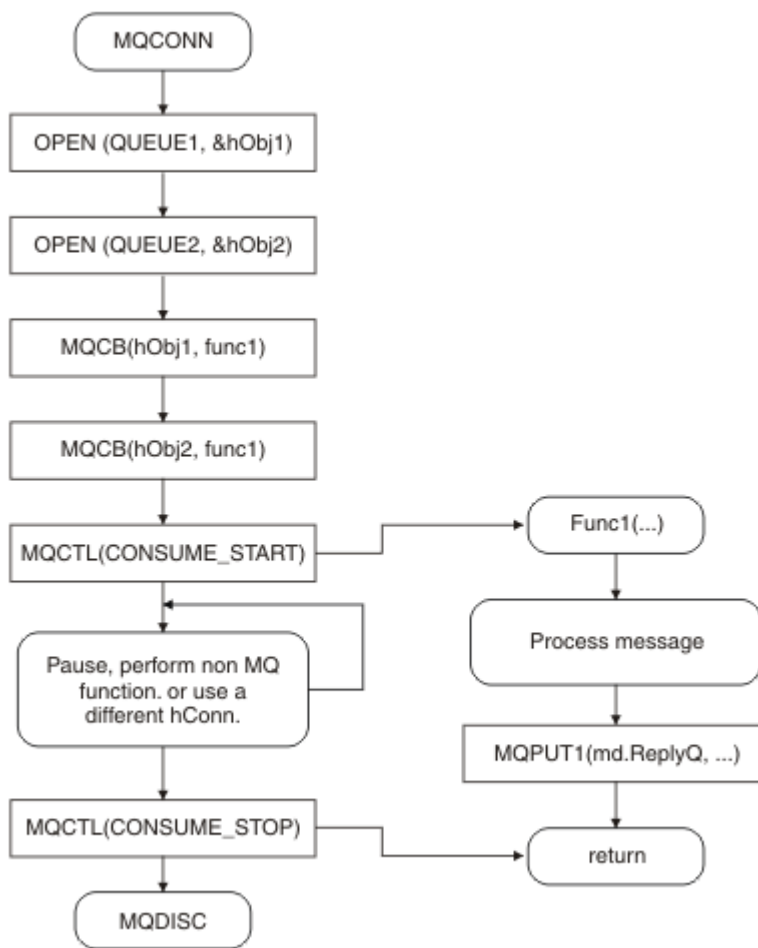 MQCONN
OPEN (QUEUE1, &hObj1)
OPEN (QUEUE2, &hObj2)
MQCB(hObj1, func1)
MQCB(hObj2, func1)
MQCTL(CONSUME_START)
Pause, perform non MQ
function. or use a
different hConn.
MQCTL(CONSUME_STOP)
MQDISC
Func1(...)
Process message
MQPUT1(md.ReplyQ, ...)
return